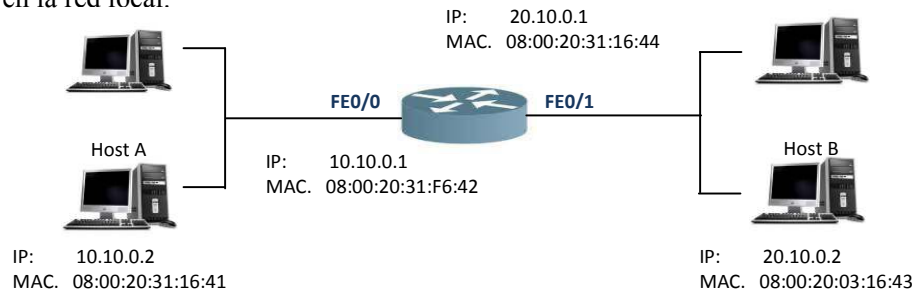 en la red local.
IP: 20.10.0.1
MAC. 08:00:20:31:16:44
FE0/0
FE0/1
Host A
Host B
IP: 10.10.0.1
MAC. 08:00:20:31:F6:42
IP: 10.10.0.2
MAC. 08:00:20:31:16:41
IP: 20.10.0.2
MAC. 08:00:20:03:16:43